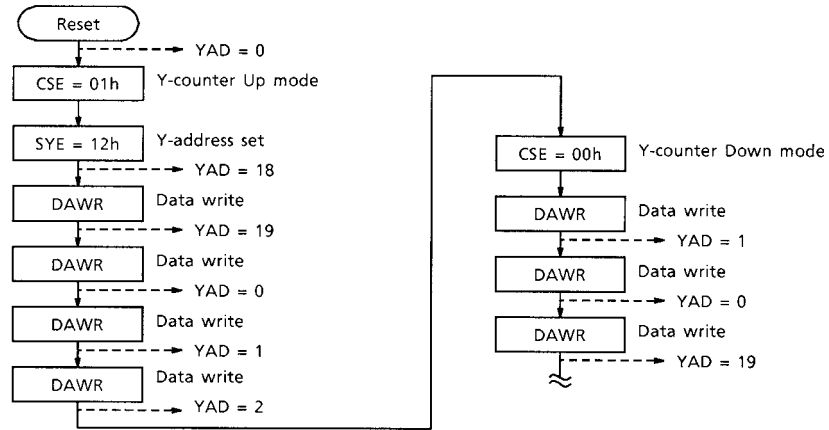 Reset
YAD = 0
CSE = 01h Y-counter Up mode
SYE = 12h Y-address set
YAD = 18
DAWR Data write
YAD = 19
DAWR Data write
YAD = 0
DAWR Data write
YAD = 1
DAWR Data write
YAD = 2
CSE = 00h Y-counter Down mode
DAWR Data write
YAD = 1
DAWR Data write
YAD = 0
DAWR Data write
YAD = 19